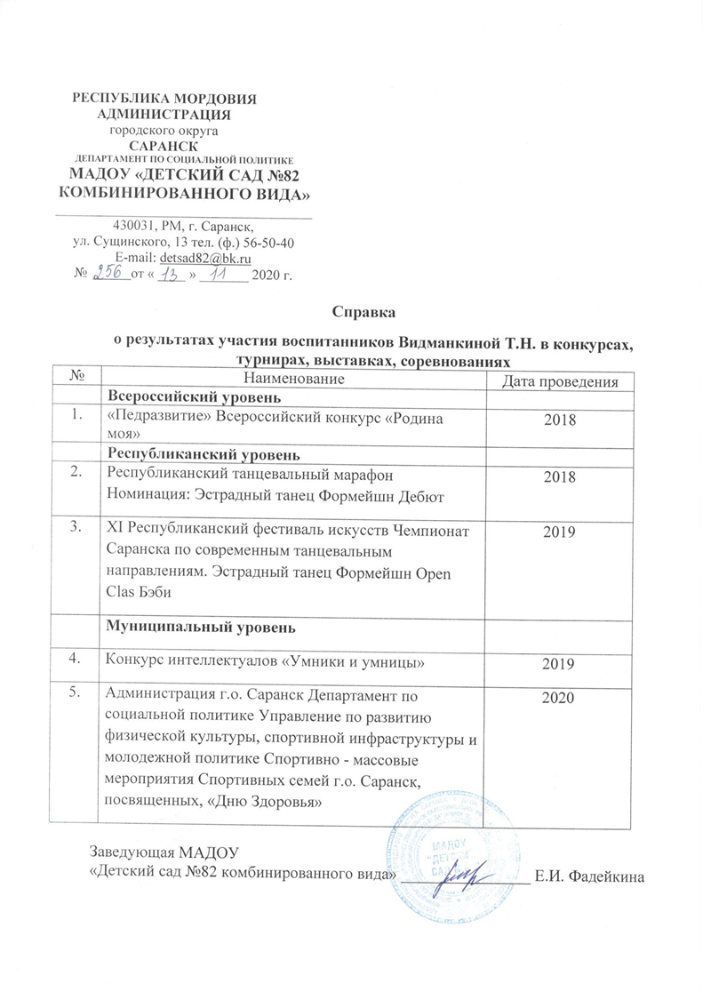 РЕСПУБЛИКА МОРДОВИЯ
АДМИНИСТРАЦИЯ
городского округа
САРАНСК
ДЕПАРТАМЕНТ ПО СОЦИАЛЬНОЙ ПОЛИТИКЕ
МАДОУ «ДЕТСКИЙ САД №82
КОМБИНИРОВАННОГО ВИДА»
430031, РМ, г. Саранск,
ул. Сущинского, 13 тел. (ф.) 56-50-40
E-mail: detsad82@bk.ru
№ 256 от « 13 » 11 2020 г.
Справка
о результатах участия воспитанников Видманкиной Т.Н. в конкурсах,
турнирах, выставках, соревнованиях
№ Наименование Дата проведения
Всероссийский уровень
1. «Педразвитие» Всероссийский конкурс «Родина 2018
моя»
Республиканский уровень
2. Республиканский танцевальный марафон 2018
Номинация: Эстрадный танец Формейшн Дебют
3. XI Республиканский фестиваль искусств Чемпионат 2019
Саранска по современным танцевальным
направлениям. Эстрадный танец Формейшн Open
Clas Бэби
Муниципальный уровень
4. Конкурс интеллектуалов «Умники и умницы» 2019
5. Администрация г.о. Саранск Департамент по 2020
социальной политике Управление по развитию
физической культуры, спортивной инфраструктуры и
молодежной политике Спортивно - массовые
мероприятия Спортивных семей г.о. Саранск,
посвященных, «Дню Здоровья»
МАДОУ
"ДЕТСКИЙ
Заведующая МАДОУ
«Детский сад №82 комбинированного вида» Е.И. Фадейкина